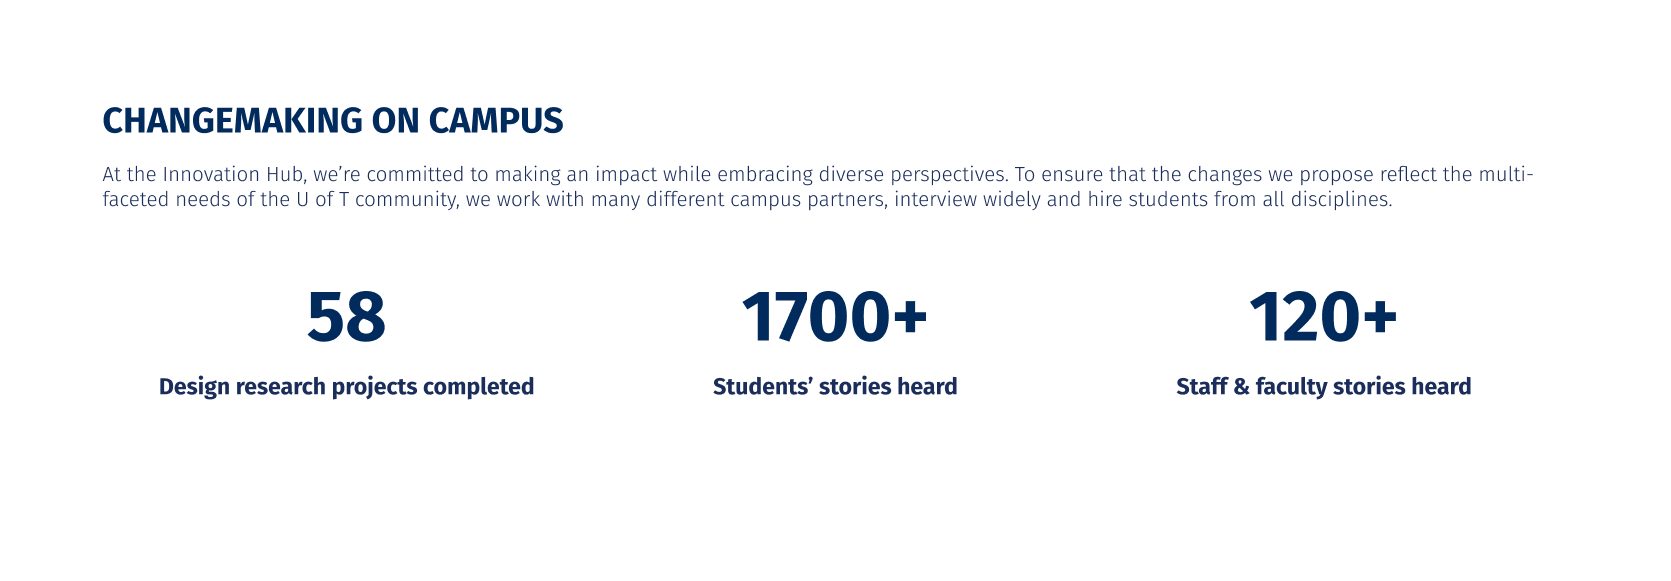 CHANGEMAKING ON CAMPUS
At the Innovation Hub, we’re committed to making an impact while embracing diverse perspectives. To ensure that the changes we propose reflect the multi-
faceted needs of the U of T community, we work with many different campus partners, interview widely and hire students from all disciplines.
58
Design research projects completed
1700+
Students’ stories heard
120+
Staff & faculty stories heard